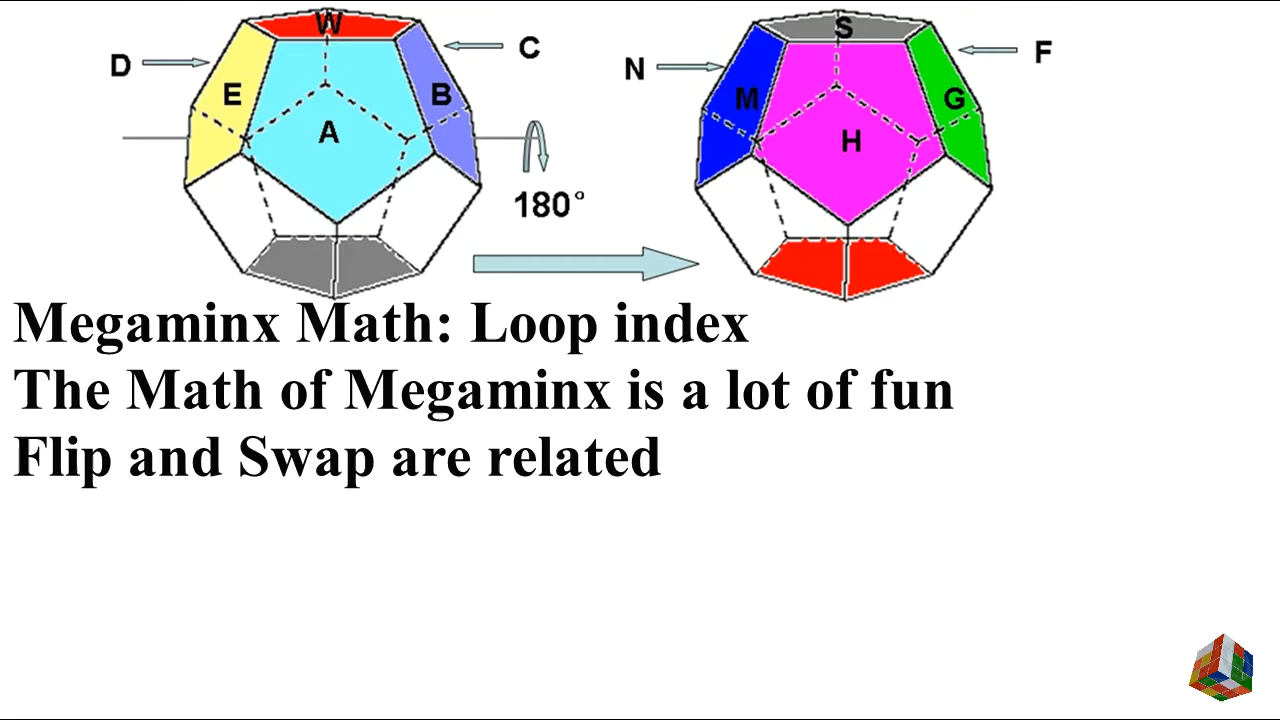 W
S
D
C
N
F
E
B
M
G
A
H
180°
Megaminx Math: Loop index
The Math of Megaminx is a lot of fun
Flip and Swap are related